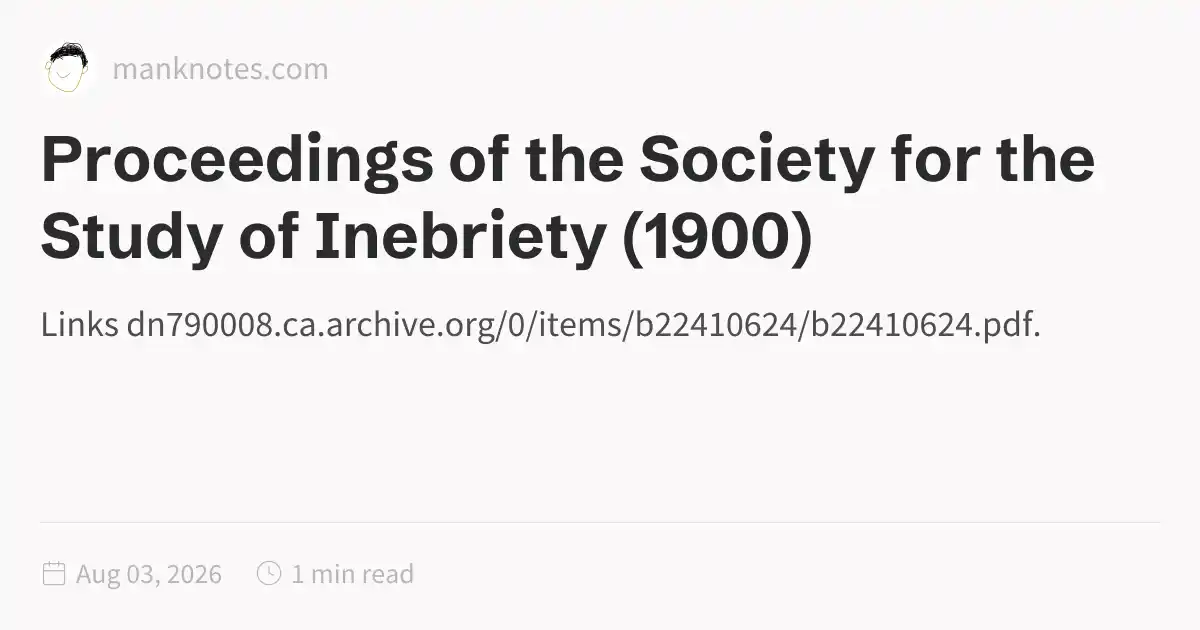 manknotes.com
Proceedings of the Society for the
Study of Inebriety (1900)
Links dn790008.ca.archive.org/0/items/b22410624/b22410624.pdf.
Aug 03, 2026 1 min read